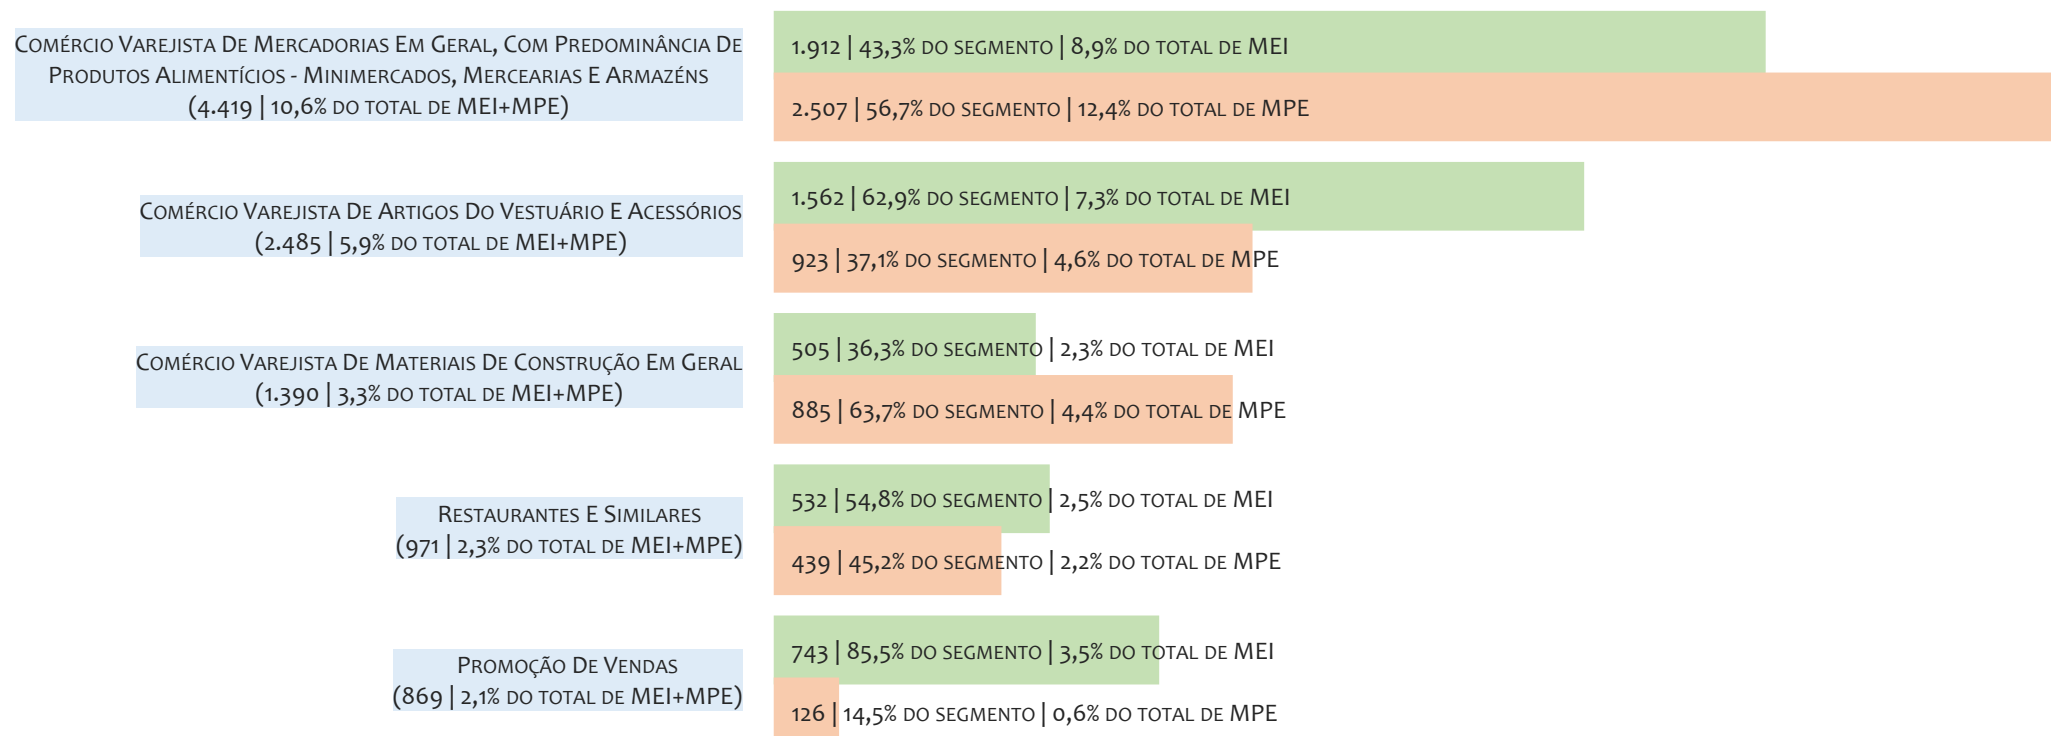 Comércio Varejista De Mercadorias Em Geral, Com Predominância De
Produtos Alimentícios - Minimercados, Mercearias E Armazéns
(4.419 | 10,6% do total de MEI+MPE)
1.912 | 43,3% do segmento | 8,9% do total de MEI
2.507 | 56,7% do segmento | 12,4% do total de MPE
Comércio Varejista De Artigos Do Vestuário E Acessórios
(2.485 | 5,9% do total de MEI+MPE)
1.562 | 62,9% do segmento | 7,3% do total de MEI
923 | 37,1% do segmento | 4,6% do total de MPE
Comércio Varejista De Materiais De Construção Em Geral
(1.390 | 3,3% do total de MEI+MPE)
505 | 36,3% do segmento | 2,3% do total de MEI
885 | 63,7% do segmento | 4,4% do total de MPE
Restaurantes E Similares
(971 | 2,3% do total de MEI+MPE)
532 | 54,8% do segmento | 2,5% do total de MEI
439 | 45,2% do segmento | 2,2% do total de MPE
Promoção De Vendas
(869 | 2,1% do total de MEI+MPE)
743 | 85,5% do segmento | 3,5% do total de MEI
126 | 14,5% do segmento | 0,6% do total de MPE